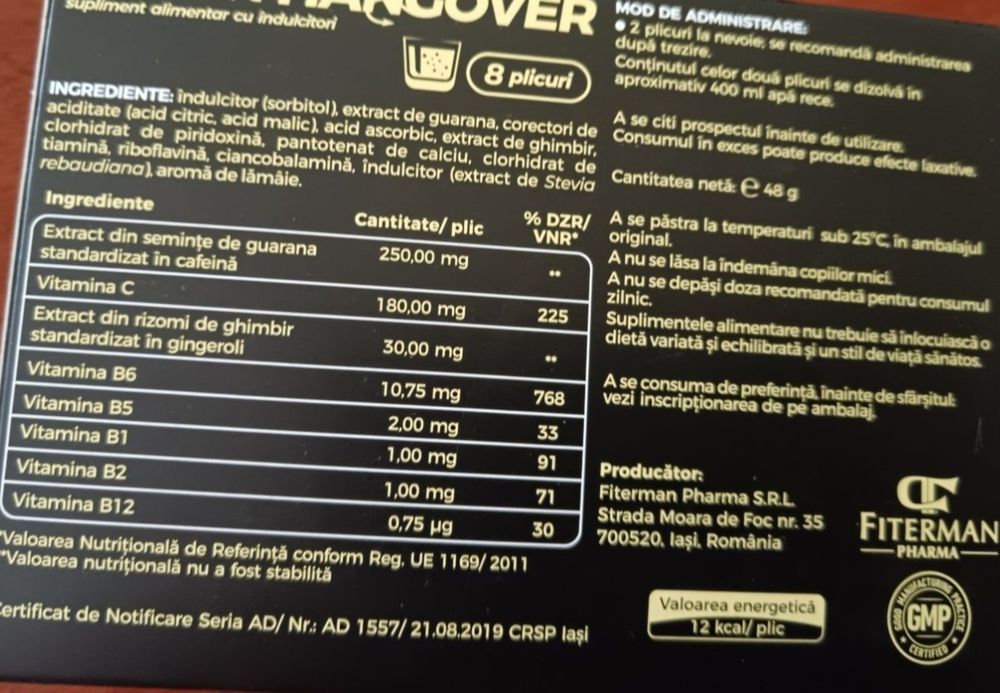 HANGOVER
supliment alimentar cu îndulcitori
8 plicuri
INGREDIENTE: îndulcitor (sorbitol), extract de guarana, corectori de
aciditate (acid citric, acid malic), acid ascorbic, extract de ghimbir,
clorhidrat de piridoxină, pantotenat de calciu, clorhidrat de
tiamină, riboflavină, ciancobalamină, îndulcitor (extract de Stevia
rebaudiana), aromă de lămâie.
Ingrediente Cantitate/ plic % DZR/
VNR*
Extract din semințe de guarana
standardizat în cafeină 250,00 mg **
Vitamina C 180,00 mg 225
Extract din rizomi de ghimbir
standardizat în gingeroli 30,00 mg **
Vitamina B6 10,75 mg 768
Vitamina B5 2,00 mg 33
Vitamina B1 1,00 mg 91
Vitamina B2 1,00 mg 71
Vitamina B12 0,75 µg 30
*Valoarea Nutrițională de Referință conform Reg. UE 1169/ 2011
**Valoarea nutrițională nu a fost stabilită
Certificat de Notificare Seria AD/ Nr.: AD 1557/ 21.08.2019 CRSP Iași
MOD DE ADMINISTRARE:
• 2 plicuri la nevoie; se recomandă administrarea
după trezire.
Conținutul celor două plicuri se dizolvă în
aproximativ 400 ml apă rece.
A se citi prospectul înainte de utilizare.
Consumul în exces poate produce efecte laxative.
Cantitatea netă: e 48 g
A se păstra la temperaturi sub 25°C, în ambalajul
original.
A nu se lăsa la îndemâna copiilor mici.
A nu se depăși doza recomandată pentru consumul
zilnic.
Suplimentele alimentare nu trebuie să înlocuiască o
dietă variată și echilibrată și un stil de viață sănătos.
A se consuma de preferință, înainte de sfârșitul:
vezi inscripționarea de pe ambalaj.
Producător:
Fiterman Pharma S.R.L.
Strada Moara de Foc nr. 35
700520, Iași, România
FITERMAN
PHARMA
Valoarea energetică
12 kcal/ plic
GOOD MANUFACTURING PRACTICE
GMP
CERTIFIED